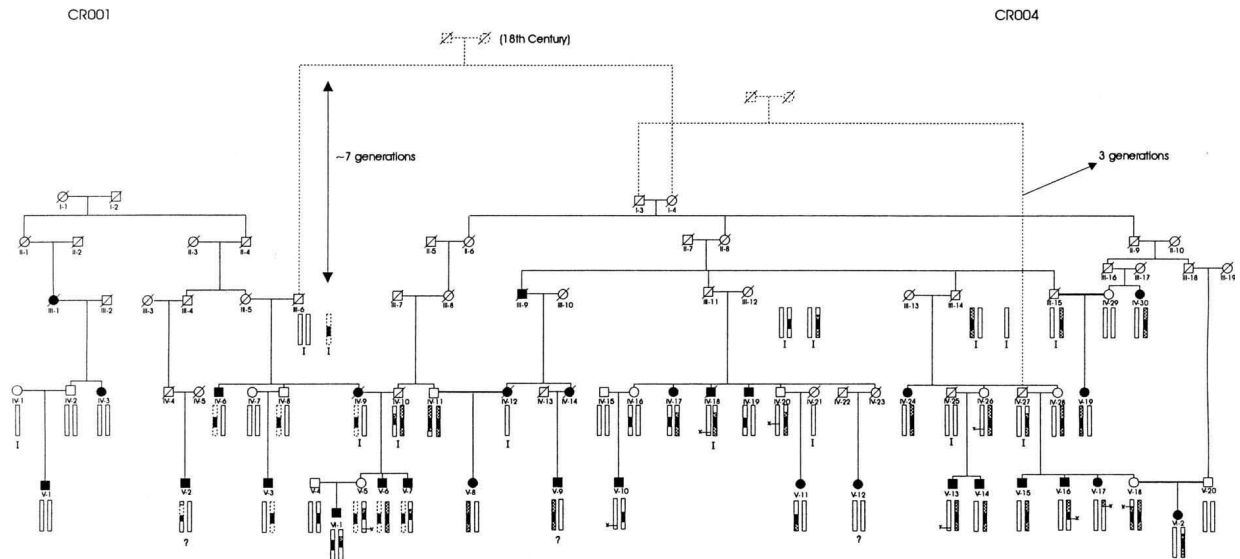 CR001
CR004
(18th Century)
~7 generations
3 generations
I-1 I-2
I-3 I-4
II-1 II-2 II-3 II-4 II-5 II-6 II-7 II-8 II-9 II-10
III-16 III-17 III-18 III-19
III-1 III-2 III-3 III-4 III-5 III-6 III-7 III-8 III-9 III-10 III-11 III-12 III-13 III-14 III-15 IV-29 IV-30
I I I I I I I I
IV-1 IV-2 IV-3 IV-4 IV-5 IV-6 IV-7 IV-8 IV-9 IV-10 IV-11 IV-12 IV-13 IV-14 IV-15 IV-16 IV-17 IV-18 IV-19 IV-20 IV-21 IV-22 IV-23 IV-24 IV-25 IV-26 IV-27 IV-28 V-19
x x x
I I I I I I I I
V-1 V-2 V-3 V-4 V-5 V-6 V-7 V-8 V-9 V-10 V-11 V-12 V-13 V-14 V-15 V-16 V-17 V-18 V-20
x x x x x x
? ? ?
VI-1 VI-2